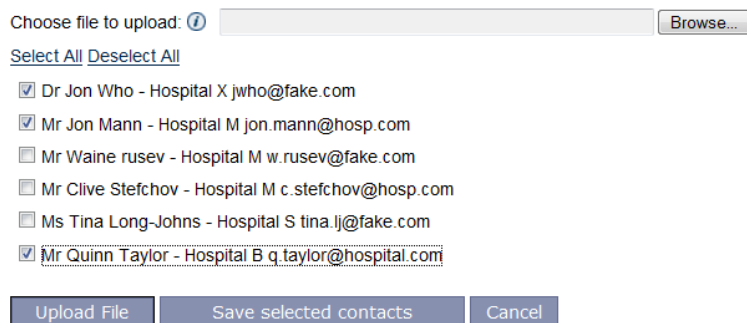 Choose file to upload: i Browse...
Select All Deselect All
Dr Jon Who - Hospital X jwho@fake.com
Mr Jon Mann - Hospital M jon.mann@hosp.com
Mr Waine rusev - Hospital M w.rusev@fake.com
Mr Clive Stefchov - Hospital M c.stefchov@hosp.com
Ms Tina Long-Johns - Hospital S tina.lj@fake.com
Mr Quinn Taylor - Hospital B q.taylor@hospital.com
Upload File Save selected contacts Cancel